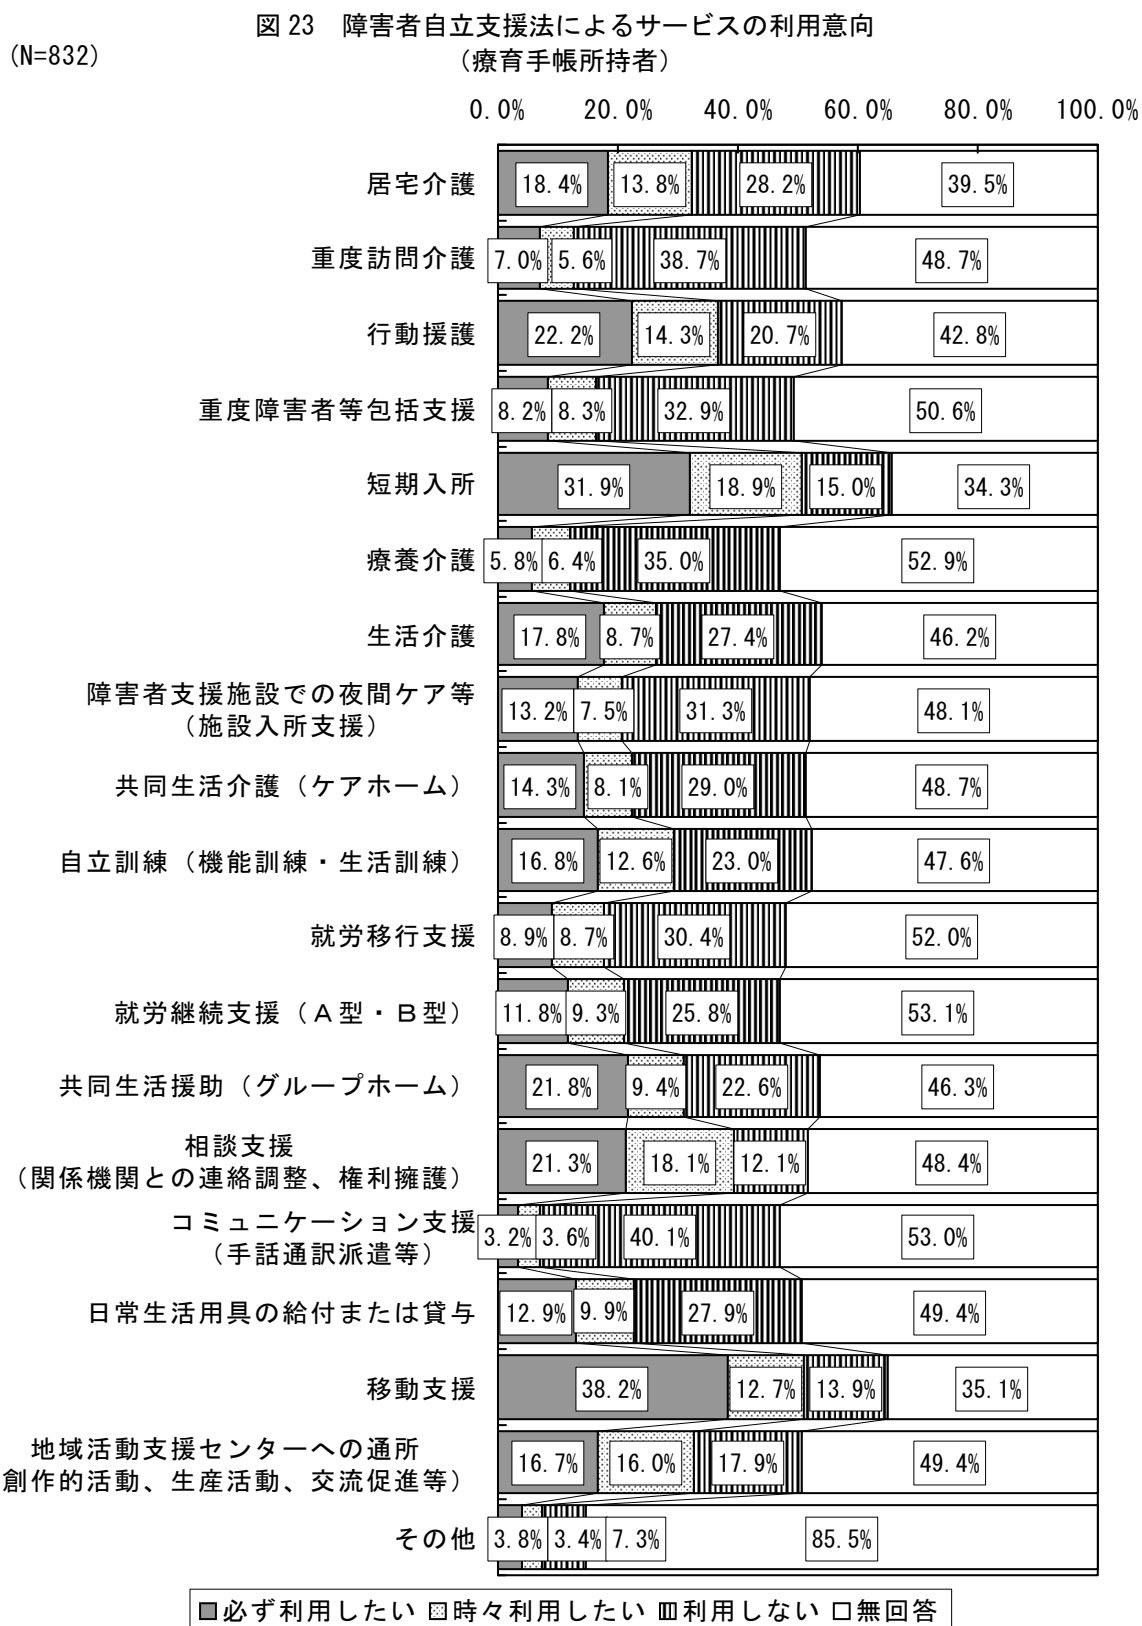 図23 障害者自立支援法によるサービスの利用意向
(N=832)
（療育手帳所持者）
0.0% 20.0% 40.0% 60.0% 80.0% 100.0%
居宅介護 18.4% 13.8% 28.2% 39.5%
重度訪問介護 7.0% 5.6% 38.7% 48.7%
行動援護 22.2% 14.3% 20.7% 42.8%
重度障害者等包括支援 8.2% 8.3% 32.9% 50.6%
短期入所 31.9% 18.9% 15.0% 34.3%
療養介護 5.8% 6.4% 35.0% 52.9%
生活介護 17.8% 8.7% 27.4% 46.2%
障害者支援施設での夜間ケア等
（施設入所支援） 13.2% 7.5% 31.3% 48.1%
共同生活介護（ケアホーム） 14.3% 8.1% 29.0% 48.7%
自立訓練（機能訓練・生活訓練） 16.8% 12.6% 23.0% 47.6%
就労移行支援 8.9% 8.7% 30.4% 52.0%
就労継続支援（Ａ型・Ｂ型） 11.8% 9.3% 25.8% 53.1%
共同生活援助（グループホーム） 21.8% 9.4% 22.6% 46.3%
相談支援
（関係機関との連絡調整、権利擁護） 21.3% 18.1% 12.1% 48.4%
コミュニケーション支援
（手話通訳派遣等） 3.2% 3.6% 40.1% 53.0%
日常生活用具の給付または貸与 12.9% 9.9% 27.9% 49.4%
移動支援 38.2% 12.7% 13.9% 35.1%
地域活動支援センターへの通所
創作的活動、生産活動、交流促進等） 16.7% 16.0% 17.9% 49.4%
その他 3.8% 3.4% 7.3% 85.5%
必ず利用したい 時々利用したい 利用しない 無回答